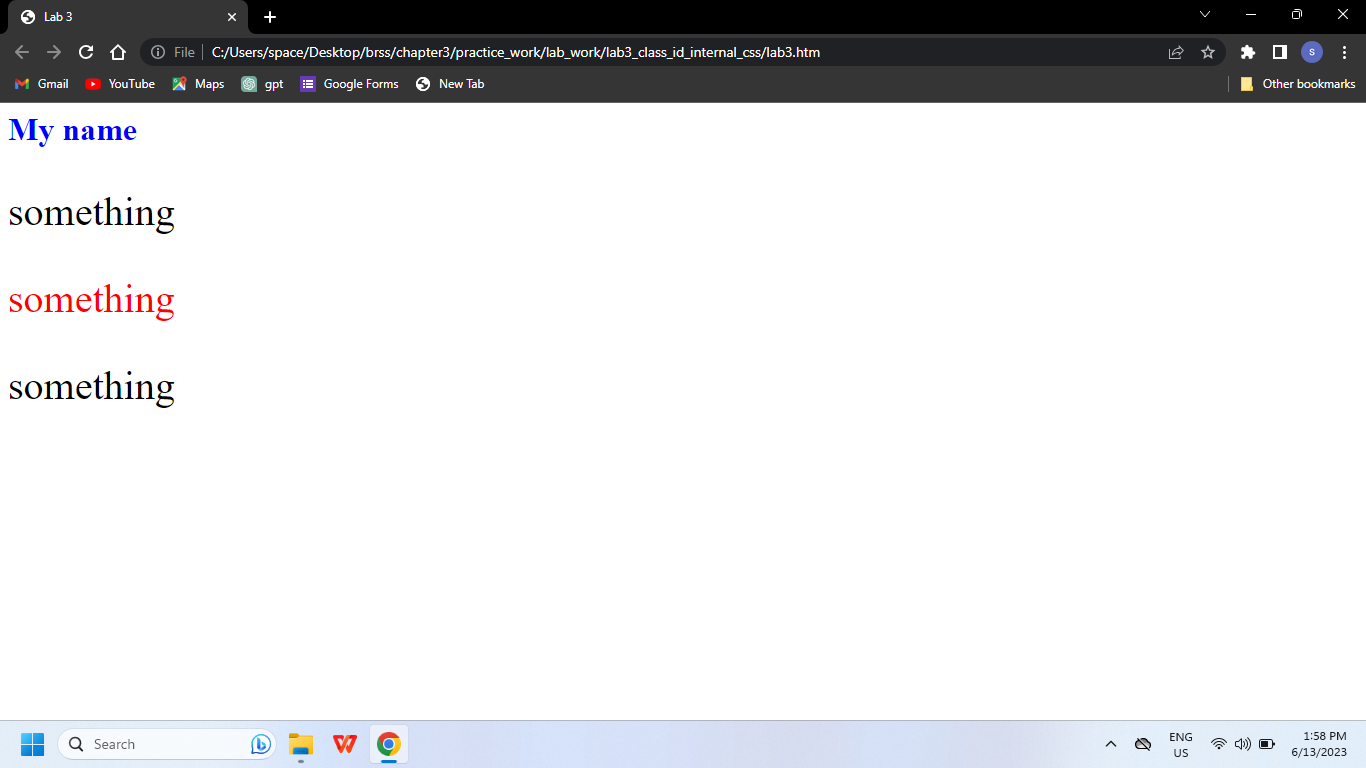 Lab 3
File
C:/Users/space/Desktop/brss/chapter3/practice_work/lab_work/lab3_class_id_internal_css/lab3.htm
S
Gmail YouTube Maps gpt Google Forms New Tab Other bookmarks
My name
something
something
something
Search
ENG
US
1:58 PM
6/13/2023